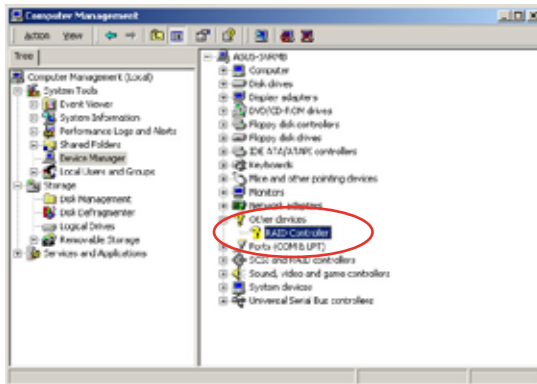 Computer Management
Action View
Tree
Computer Management (Local)
System Tools
Event Viewer
System Information
Performance Logs and Alerts
Shared Folders
Device Manager
Local Users and Groups
Storage
Disk Management
Disk Defragmenter
Logical Drives
Removable Storage
Services and Applications
Computer
Disk drives
Display adapters
DVD/CD-ROM drives
Floppy disk controllers
Floppy disk drives
IDE ATA/ATAPI controllers
Keyboards
Mice and other pointing devices
Monitors
Network adapters
Other devices
RAID Controller
Ports (COM & LPT)
SCSI and RAID controllers
Sound, video and game controllers
System devices
Universal Serial Bus controllers